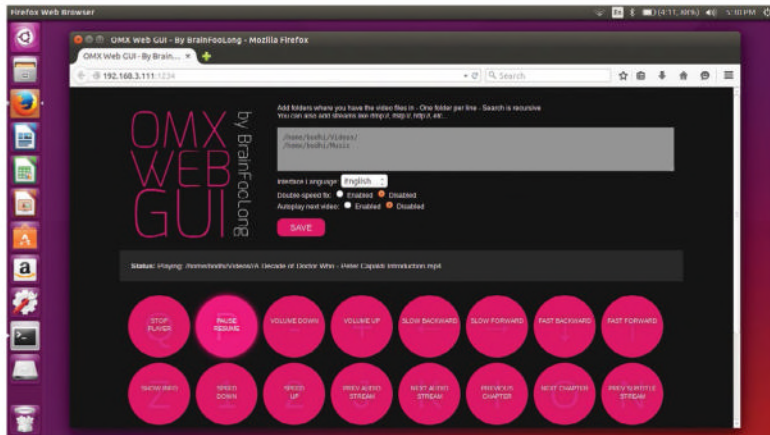 Firefox Web Browser
En
OMX Web GUI - By BrainFooLong - Mozilla Firefox
OMX Web GUI - By Brain... ×
192.168.3.111:1234
Search
OMX
WEB
GUI
by BrainFooLong
Add folders where you have the video files in - One folder per line - Search is recursive
You can also add streams like
/home/bodhi/Videos/
/home/bodhi/Music
Interface Language: English
Double-speed fix: Enabled Disabled
Autoplay next video: Enabled Disabled
SAVE
Status: Playing: /home/bodhi/Videos/A Decade of Doctor Who - Peter Capaldi Introduction.mp4
STOP PLAYER
PAUSE RESUME
VOLUME DOWN
VOLUME UP
SLOW BACKWARD
SLOW FORWARD
FAST BACKWARD
FAST FORWARD
SHOW INFO
SPEED DOWN
SPEED UP
PREV AUDIO STREAM
NEXT AUDIO STREAM
PREVIOUS CHAPTER
NEXT CHAPTER
PREV SUBTITLE STREAM